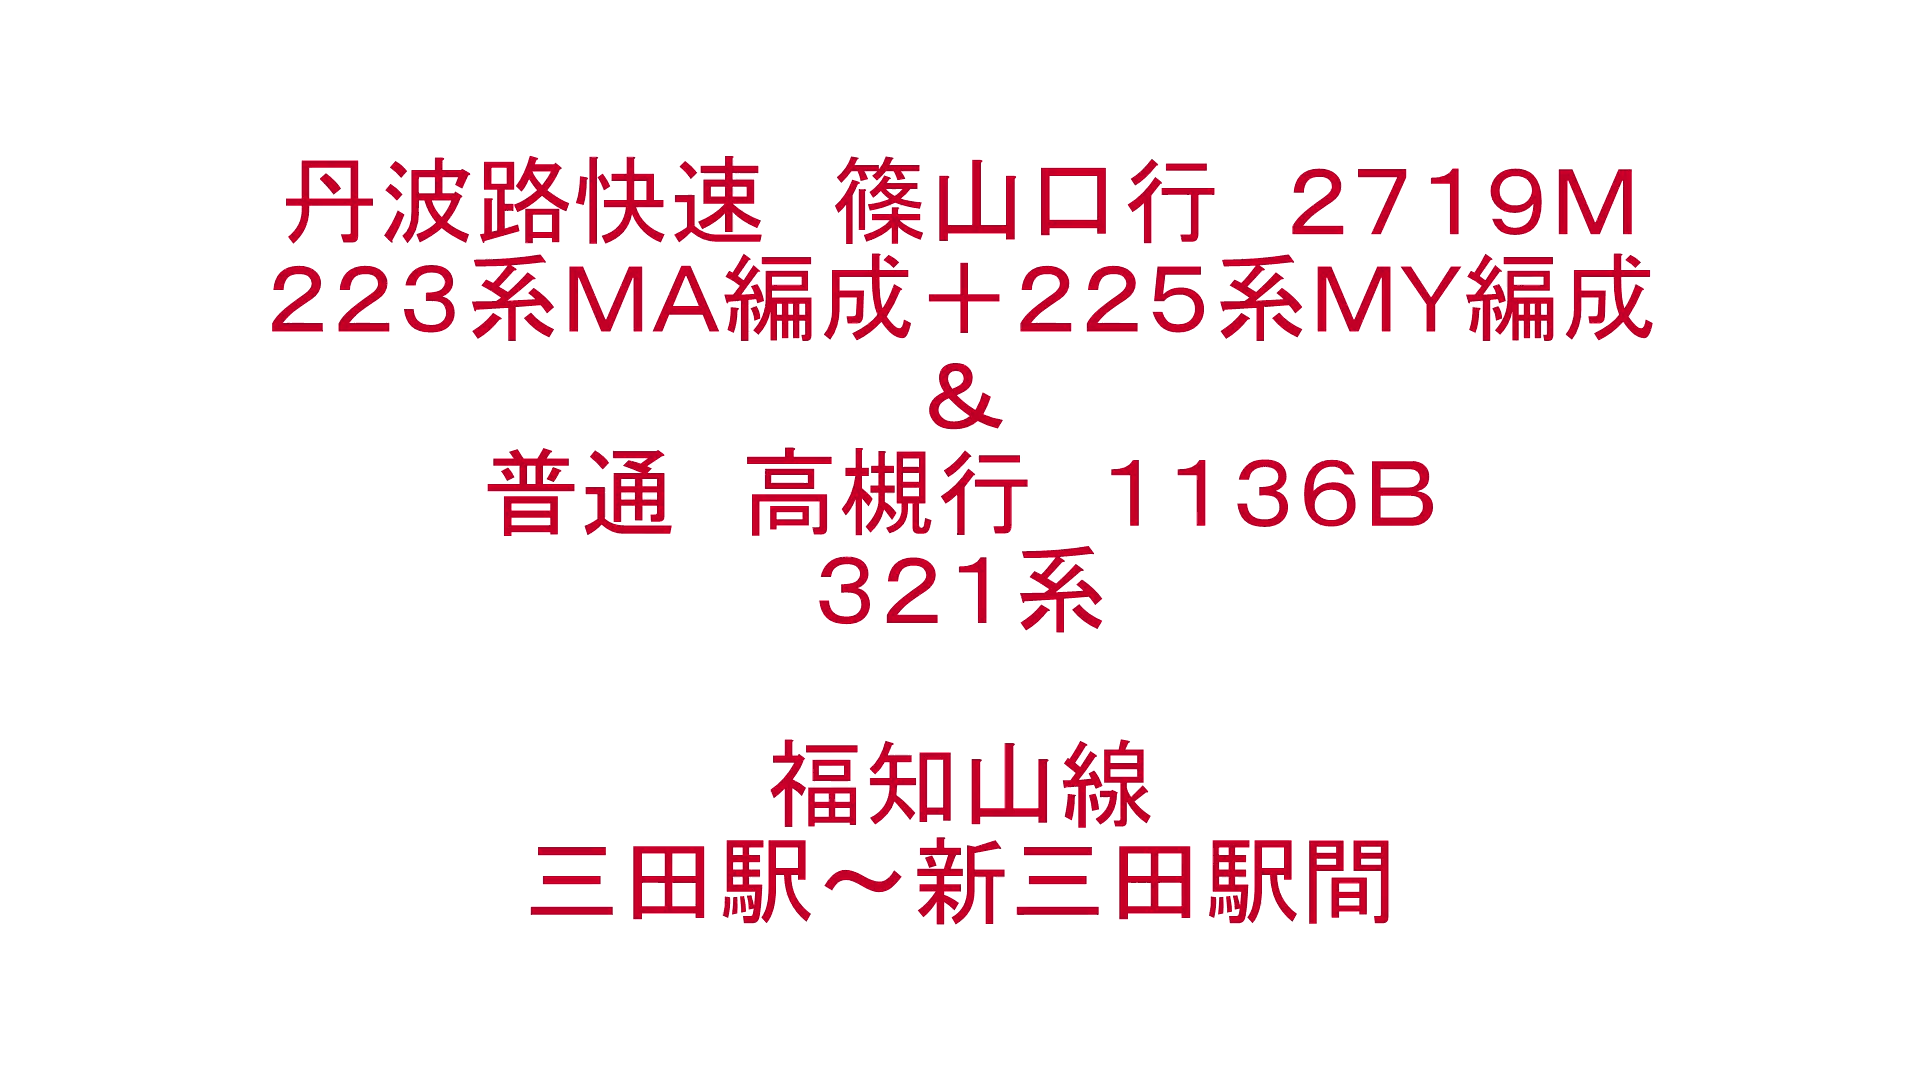 丹波路快速　篠山口行　２７１９Ｍ
２２３系ＭＡ編成＋２２５系ＭＹ編成
＆
普通　高槻行　１１３６Ｂ
３２１系
福知山線
三田駅～新三田駅間